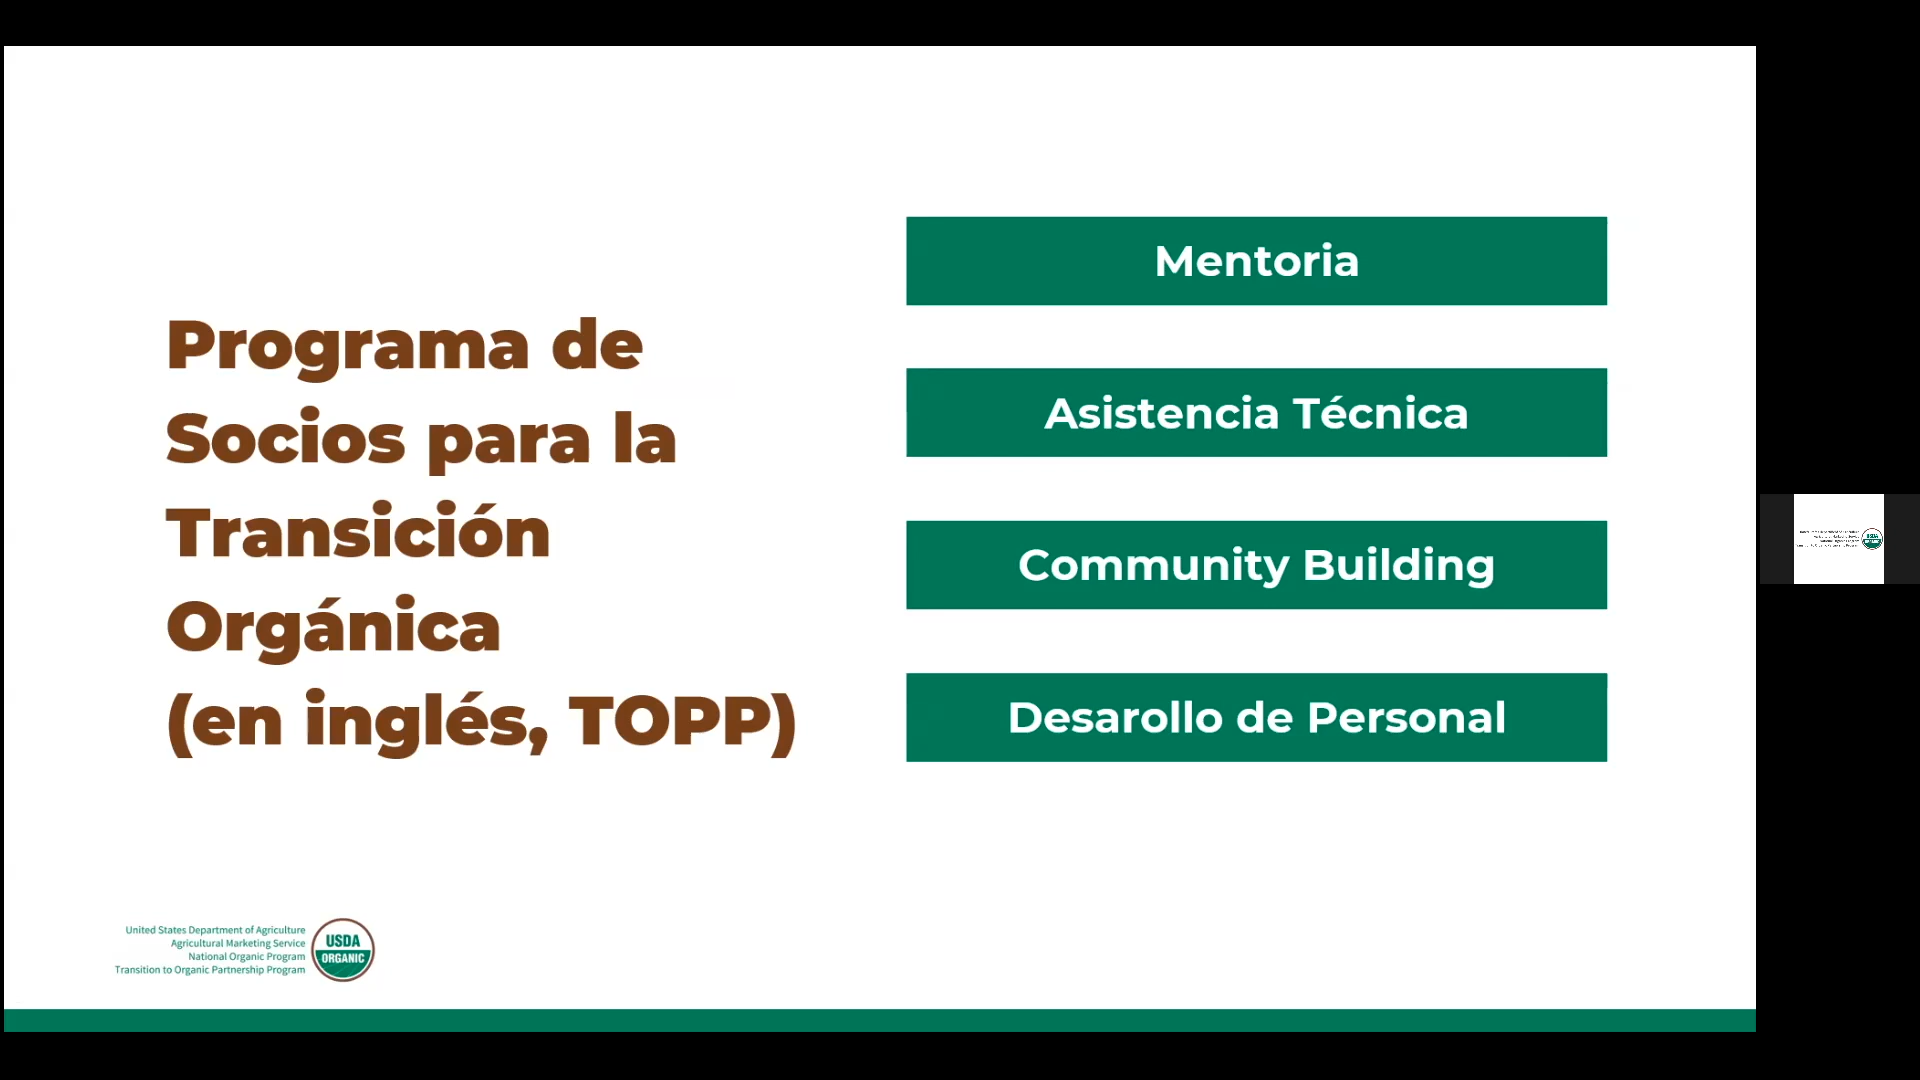 Programa de
Socios para la
Transición
Orgánica
(en inglés, TOPP)
Mentoria
Asistencia Técnica
Community Building
Desarollo de Personal
United States Department of Agriculture
Agricultural Marketing Service
National Organic Program
Transition to Organic Partnership Program
USDA
ORGANIC